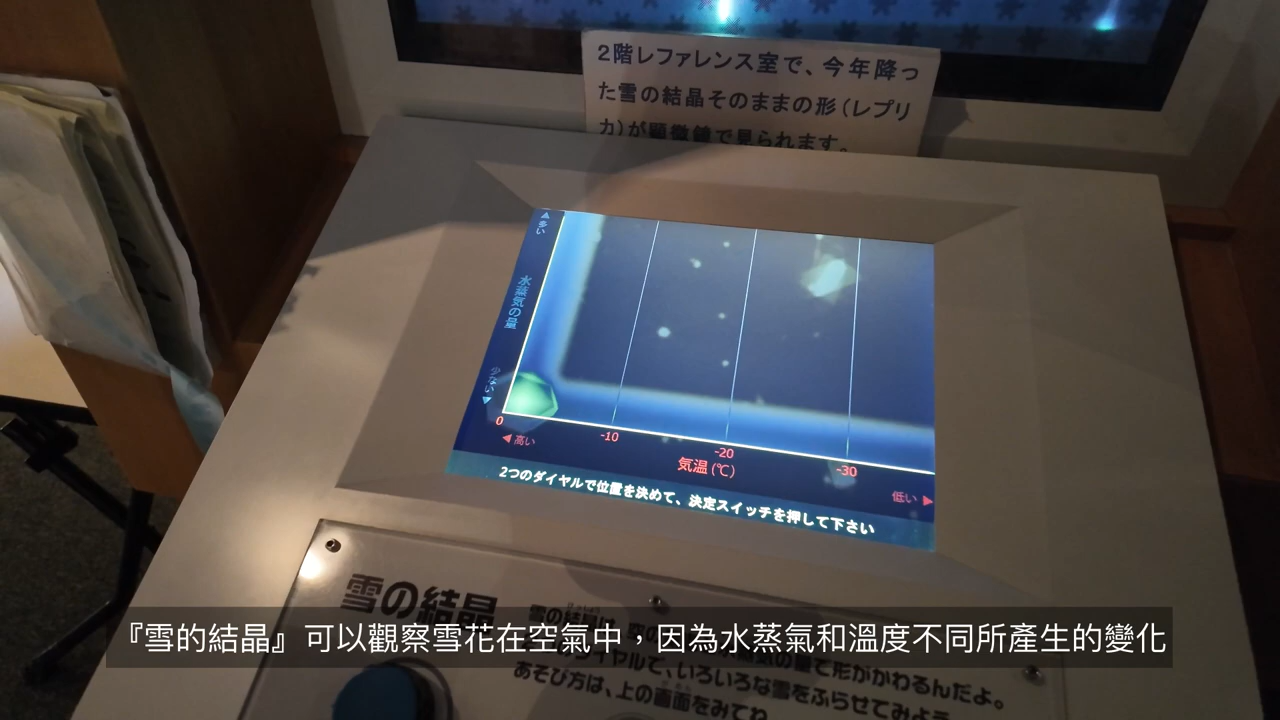 2階レファレンス室で、今年降っ
た雪の結晶そのままの形(レプリ
カ)が顕微鏡で見られます。
▲多い
水蒸気の量
少ない▼
0
-10
-20
-30
◀高い
気温(℃)
低い▶
2つのダイヤルで位置を決めて、決定スイッチを押して下さい
雪の結晶
『雪的結晶』可以觀察雪花在空氣中，因為水蒸氣和溫度不同所產生的變化
ダイヤルで、いろいろな雪をふらせてみよう
あそび方は、上の画面をみてね